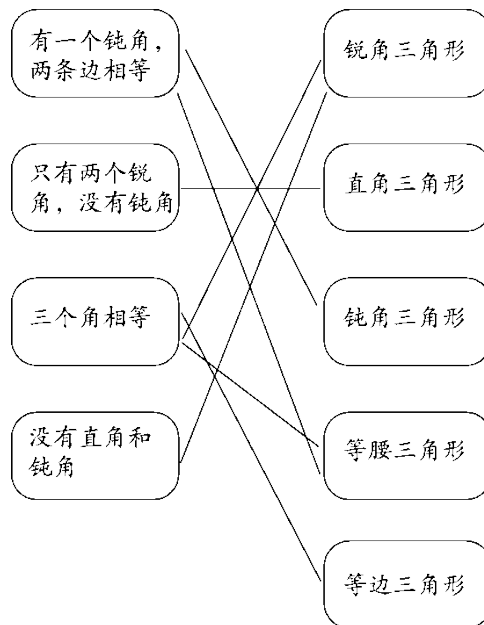 有一个钝角，
两条边相等
锐角三角形
只有两个锐
角，没有钝角
直角三角形
三个角相等
钝角三角形
没有直角和
钝角
等腰三角形
等边三角形